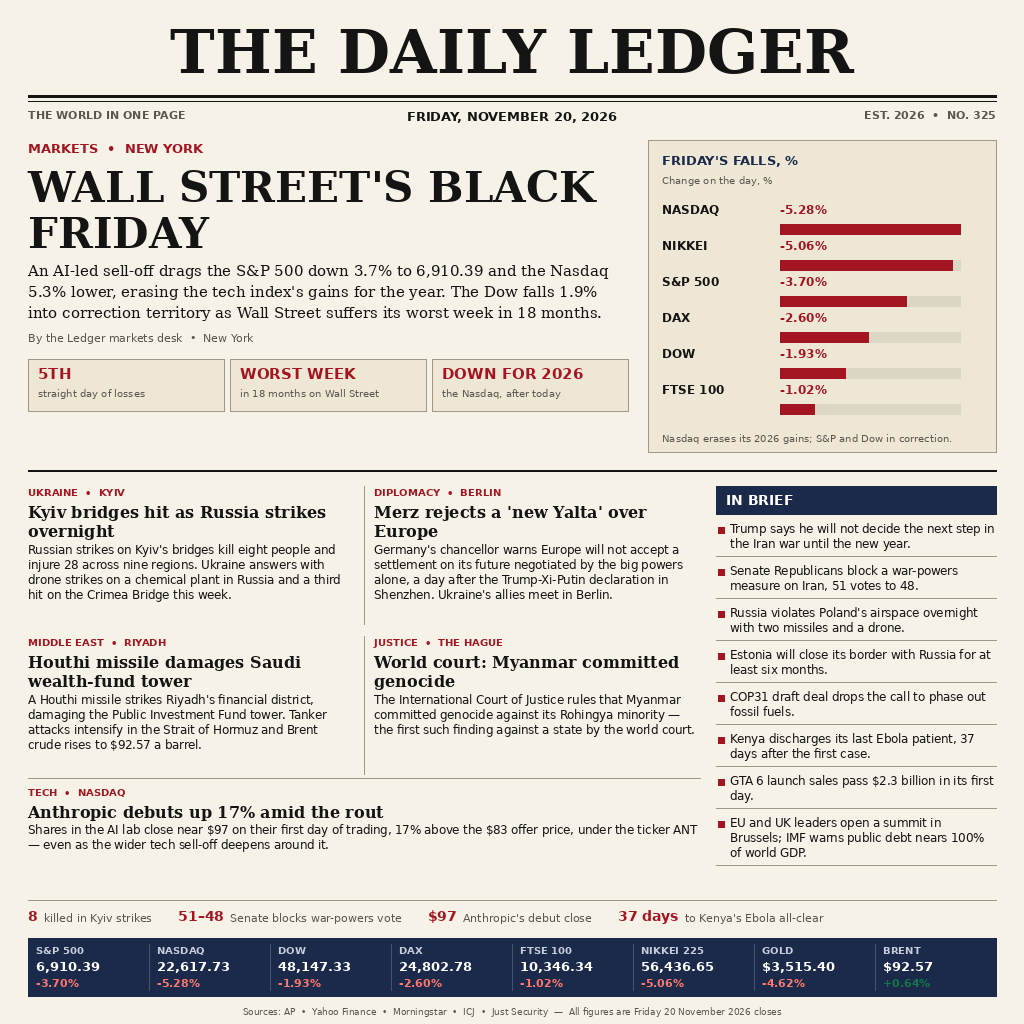 THE DAILY LEDGER
THE WORLD IN ONE PAGE
FRIDAY, NOVEMBER 20, 2026
EST. 2026 • NO. 325
MARKETS • NEW YORK
WALL STREET'S BLACK
FRIDAY
An AI-led sell-off drags the S&P 500 down 3.7% to 6,910.39 and the Nasdaq
5.3% lower, erasing the tech index's gains for the year. The Dow falls 1.9%
into correction territory as Wall Street suffers its worst week in 18 months.
By the Ledger markets desk • New York
5TH
straight day of losses
WORST WEEK
in 18 months on Wall Street
DOWN FOR 2026
the Nasdaq, after today
FRIDAY'S FALLS, %
Change on the day, %
NASDAQ -5.28%
NIKKEI -5.06%
S&P 500 -3.70%
DAX -2.60%
DOW -1.93%
FTSE 100 -1.02%
Nasdaq erases its 2026 gains; S&P and Dow in correction.
UKRAINE • KYIV
Kyiv bridges hit as Russia strikes
overnight
Russian strikes on Kyiv's bridges kill eight people and
injure 28 across nine regions. Ukraine answers with
drone strikes on a chemical plant in Russia and a third
hit on the Crimea Bridge this week.
DIPLOMACY • BERLIN
Merz rejects a 'new Yalta' over
Europe
Germany's chancellor warns Europe will not accept a
settlement on its future negotiated by the big powers
alone, a day after the Trump-Xi-Putin declaration in
Shenzhen. Ukraine's allies meet in Berlin.
MIDDLE EAST • RIYADH
Houthi missile damages Saudi
wealth-fund tower
A Houthi missile strikes Riyadh's financial district,
damaging the Public Investment Fund tower. Tanker
attacks intensify in the Strait of Hormuz and Brent
crude rises to $92.57 a barrel.
JUSTICE • THE HAGUE
World court: Myanmar committed
genocide
The International Court of Justice rules that Myanmar
committed genocide against its Rohingya minority —
the first such finding against a state by the world court.
TECH • NASDAQ
Anthropic debuts up 17% amid the rout
Shares in the AI lab close near $97 on their first day of trading, 17% above the $83 offer price, under the ticker ANT
— even as the wider tech sell-off deepens around it.
IN BRIEF
Trump says he will not decide the next step in
the Iran war until the new year.
Senate Republicans block a war-powers
measure on Iran, 51 votes to 48.
Russia violates Poland's airspace overnight
with two missiles and a drone.
Estonia will close its border with Russia for at
least six months.
COP31 draft deal drops the call to phase out
fossil fuels.
Kenya discharges its last Ebola patient, 37
days after the first case.
GTA 6 launch sales pass $2.3 billion in its first
day.
EU and UK leaders open a summit in
Brussels; IMF warns public debt nears 100%
of world GDP.
8 killed in Kyiv strikes 51–48 Senate blocks war-powers vote $97 Anthropic's debut close 37 days to Kenya's Ebola all-clear
S&P 500
6,910.39
-3.70%
NASDAQ
22,617.73
-5.28%
DOW
48,147.33
-1.93%
DAX
24,802.78
-2.60%
FTSE 100
10,346.34
-1.02%
NIKKEI 225
56,436.65
-5.06%
GOLD
$3,515.40
-4.62%
BRENT
$92.57
+0.64%
Sources: AP • Yahoo Finance • Morningstar • ICJ • Just Security — All figures are Friday 20 November 2026 closes